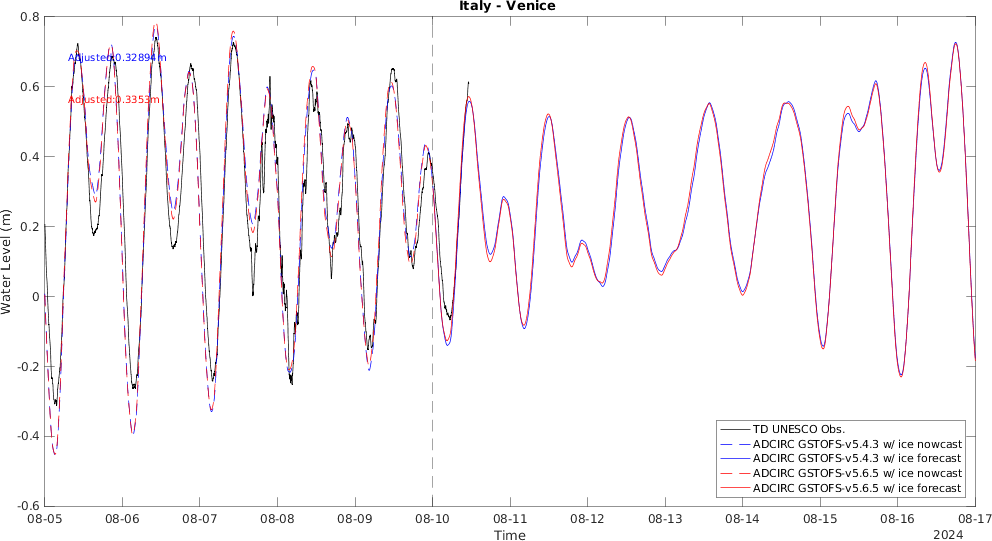 Italy - Venice
Adjusted:0.32894m
Adjusted:0.3353m
Water Level (m)
0.8
0.6
0.4
0.2
0
-0.2
-0.4
-0.6
08-05 08-06 08-07 08-08 08-09 08-10 08-11 08-12 08-13 08-14 08-15 08-16 08-17
Time
2024
TD UNESCO Obs.
ADCIRC GSTOFS-v5.4.3 w/ ice nowcast
ADCIRC GSTOFS-v5.4.3 w/ ice forecast
ADCIRC GSTOFS-v5.6.5 w/ ice nowcast
ADCIRC GSTOFS-v5.6.5 w/ ice forecast